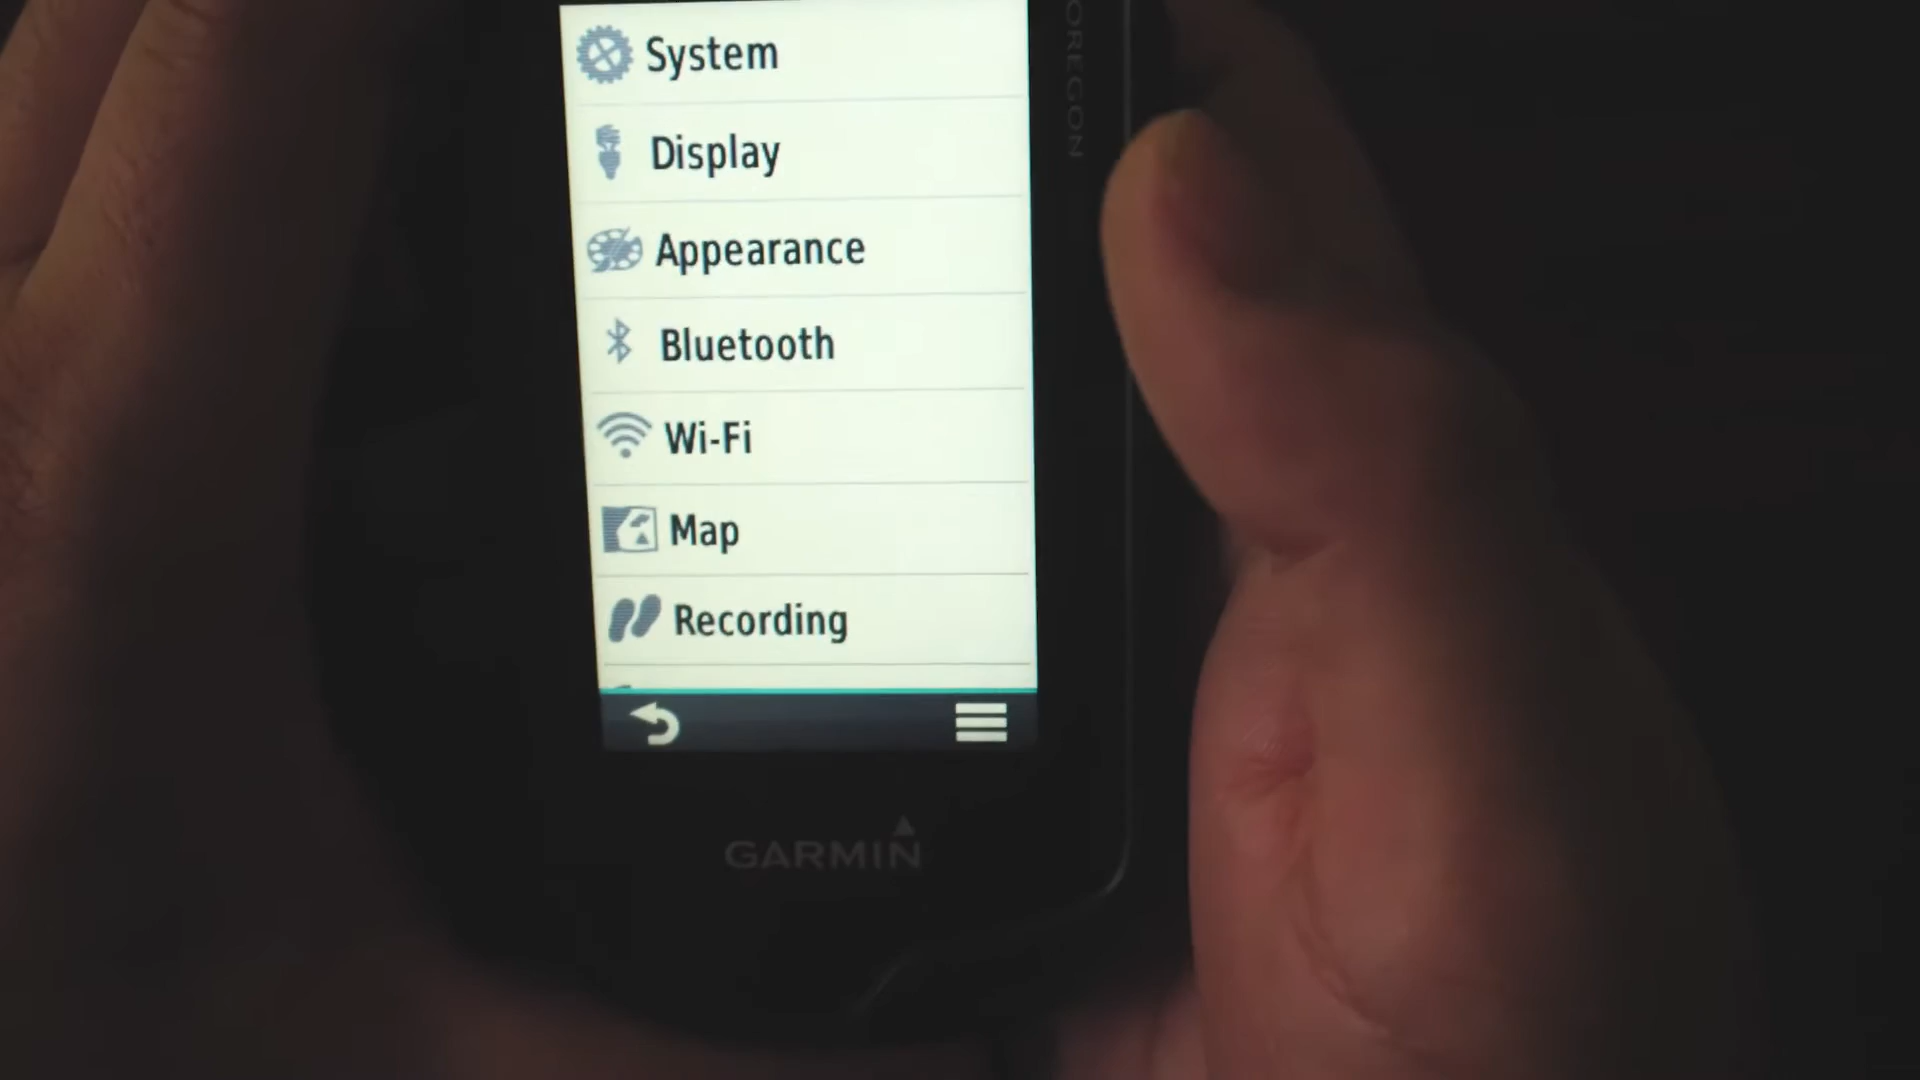 System
OREGON
Display
Appearance
Bluetooth
Wi-Fi
Map
Recording
GARMIN